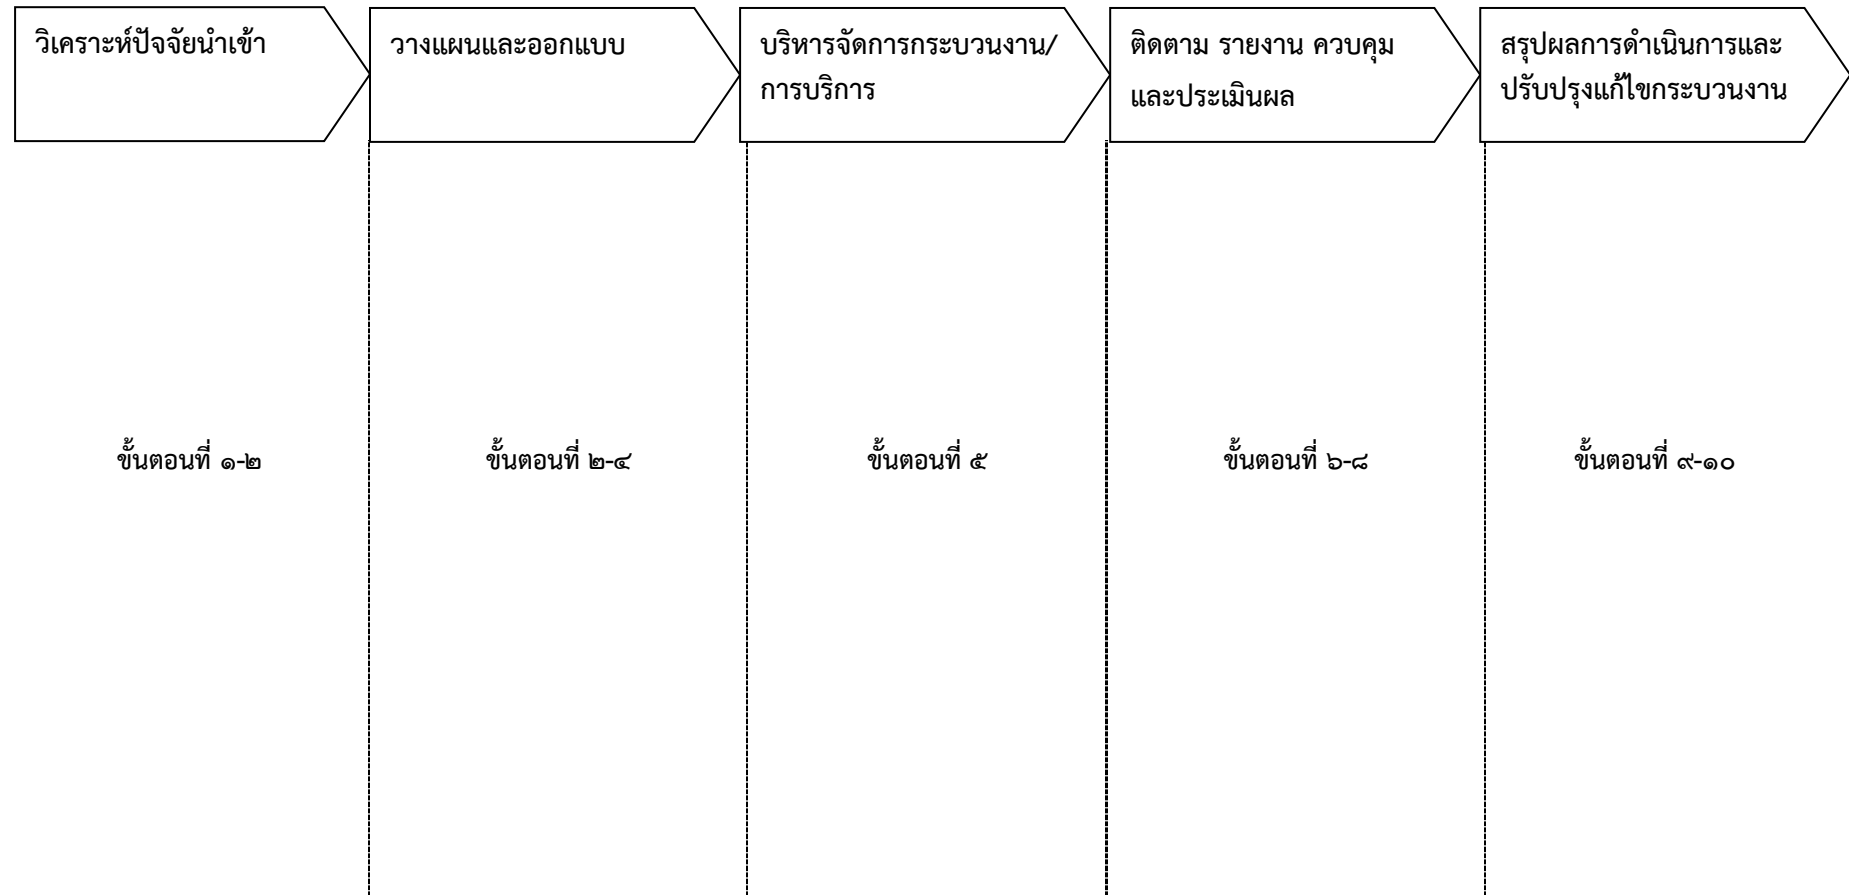 วิเคราะห์ปัจจัยนำเข้า
วางแผนและออกแบบ
บริหารจัดการกระบวนงาน/
การบริการ
ติดตาม รายงาน ควบคุม
และประเมินผล
สรุปผลการดำเนินการและ
ปรับปรุงแก้ไขกระบวนงาน
ขั้นตอนที่ ๑-๒
ขั้นตอนที่ ๒-๔
ขั้นตอนที่ ๕
ขั้นตอนที่ ๖-๘
ขั้นตอนที่ ๙-๑๐